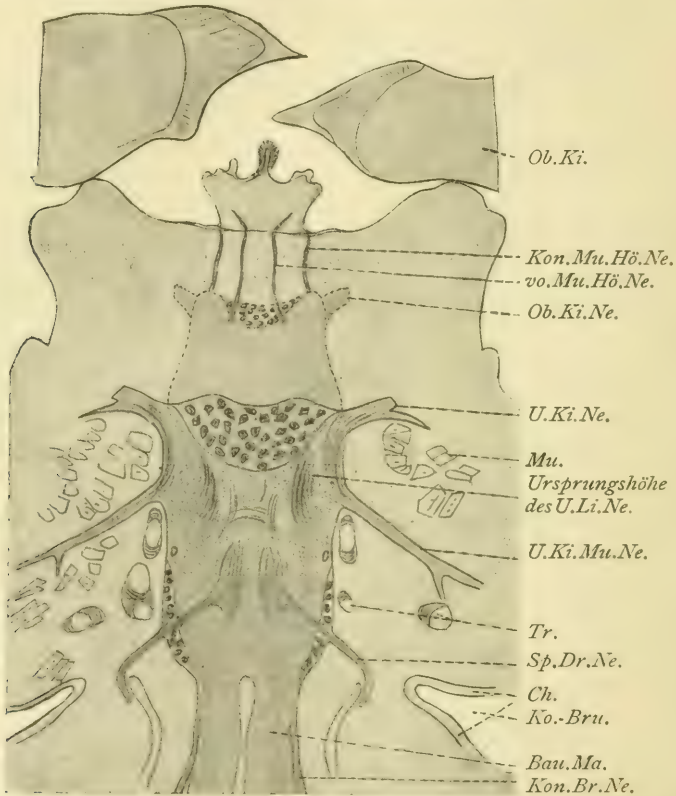 Ob.Ki.
Kon.Mu.Hö.Ne.
vo.Mu.Hö.Ne.
Ob.Ki.Ne.
U.Ki.Ne.
Mu.
Ursprungshöhe
des U.Li.Ne.
U.Ki.Mu.Ne.
Tr.
Sp.Dr.Ne.
Ch.
Ko.-Bru.
Bau.Ma.
Kon.Br.Ne.